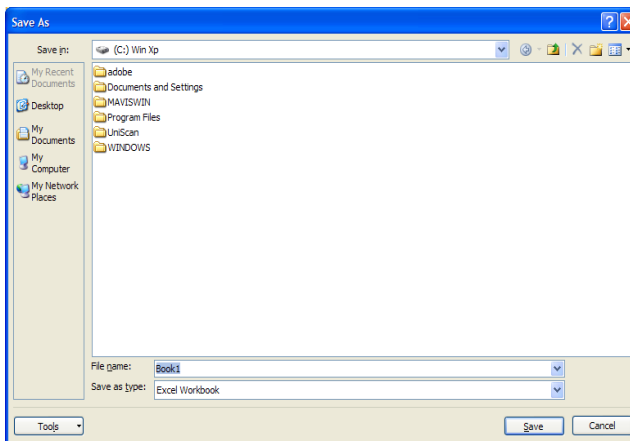 Save As
Save in: (C:) Win Xp
My Recent
Documents
Desktop
My
Documents
My
Computer
My Network
Places
adobe
Documents and Settings
MAVISWIN
Program Files
UniScan
WINDOWS
File name: Book1
Save as type: Excel Workbook
Tools Save Cancel